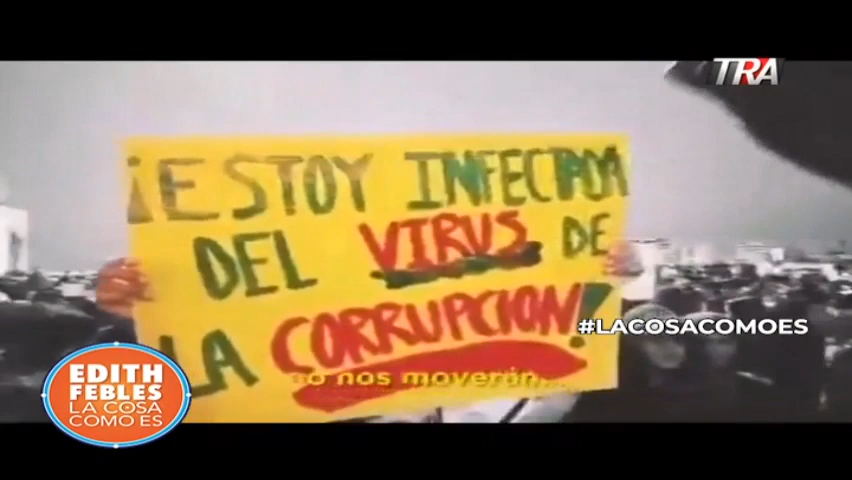 TRA
¡ESTOY INFECTADA
DEL VIRUS DE
LA CORRUPCION!
#LACOSACOMOES
no nos moverán...
EDITH
FEBLES
LA COSA
COMO ES